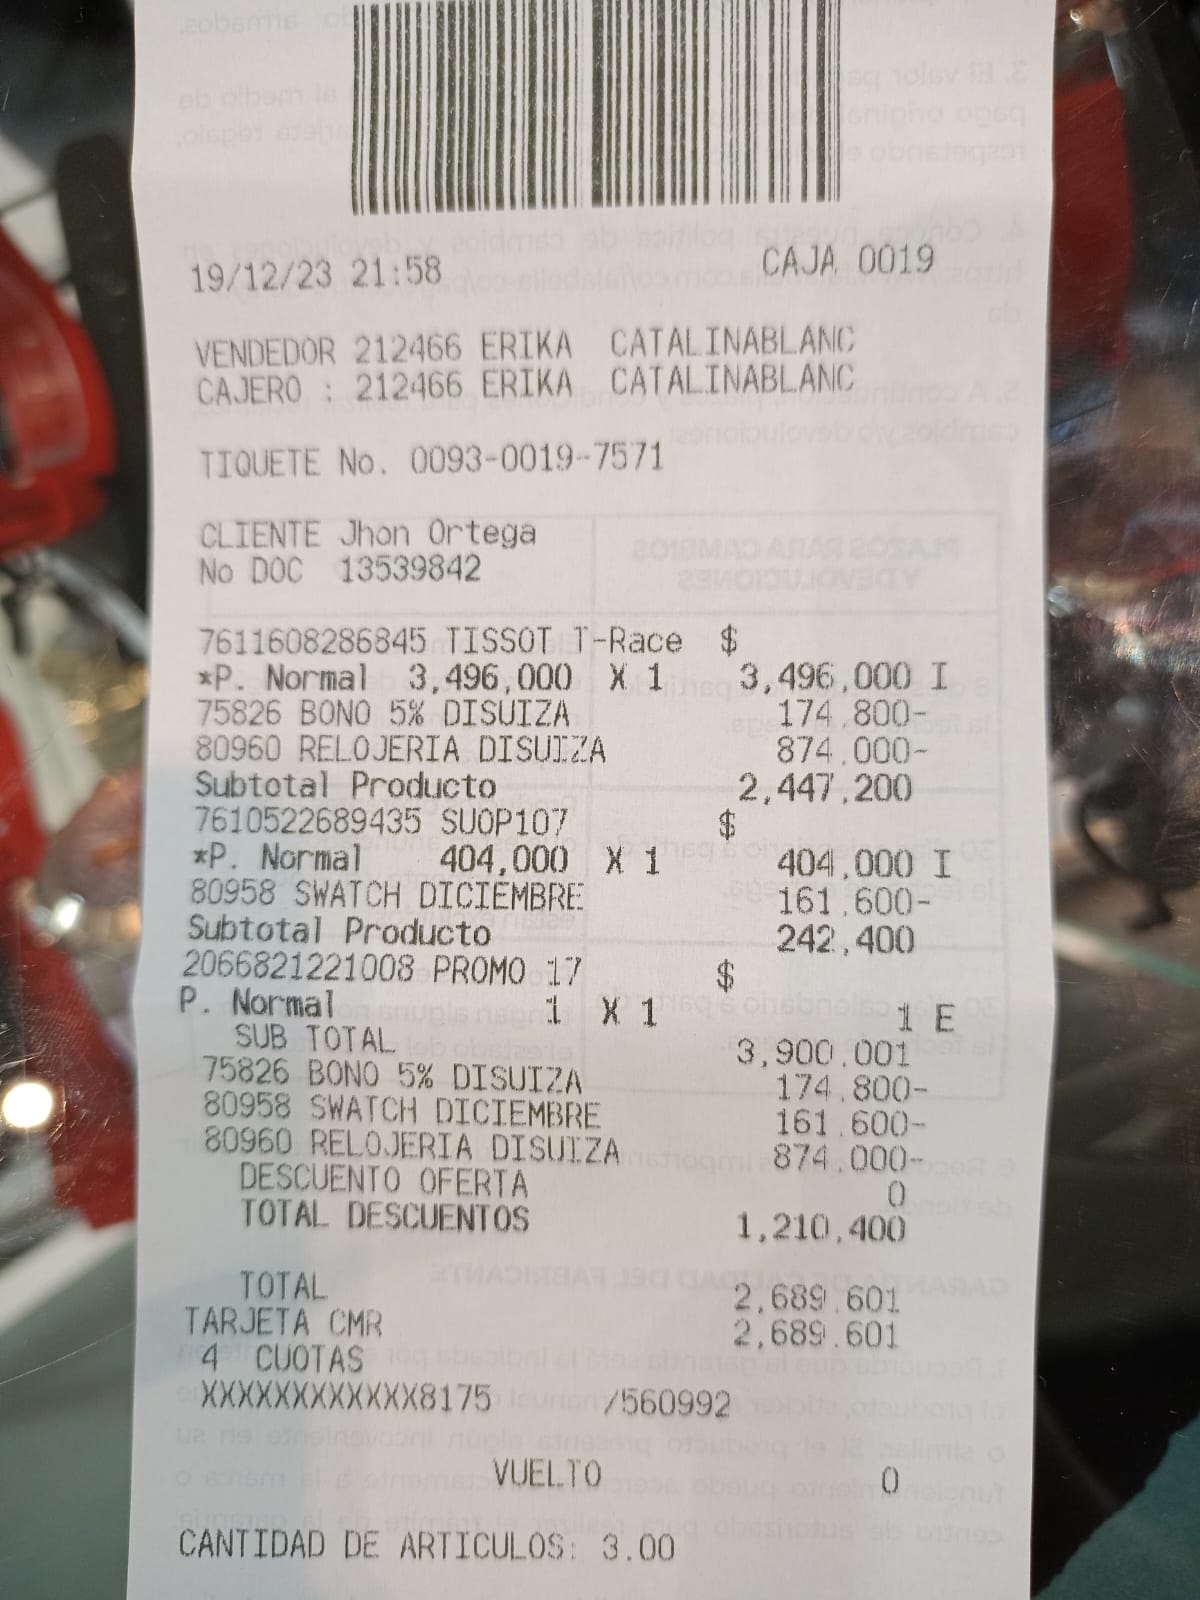 19/12/23 21:58 CAJA 0019
VENDEDOR 212466 ERIKA CATALINABLANC
CAJERO : 212466 ERIKA CATALINABLANC
TIQUETE No. 0093-0019-7571
CLIENTE Jhon Ortega
No DOC 13539842
7611608286845 TISSOT T-Race $
*P. Normal 3,496,000 X 1 3,496,000 I
75826 BONO 5% DISUIZA 174,800-
80960 RELOJERIA DISUIZA 874,000-
Subtotal Producto 2,447,200
7610522689435 SUOP107 $
*P. Normal 404,000 X 1 404,000 I
80958 SWATCH DICIEMBRE 161,600-
Subtotal Producto 242,400
2066821221008 PROMO 17 $
P. Normal 1 X 1 1 E
SUB TOTAL 3,900,001
75826 BONO 5% DISUIZA 174,800-
80958 SWATCH DICIEMBRE 161,600-
80960 RELOJERIA DISUIZA 874,000-
DESCUENTO OFERTA 0
TOTAL DESCUENTOS 1,210,400
TOTAL 2,689,601
TARJETA CMR 2,689,601
4 CUOTAS
XXXXXXXXXXXX8175 /560992
VUELTO 0
CANTIDAD DE ARTICULOS: 3.00